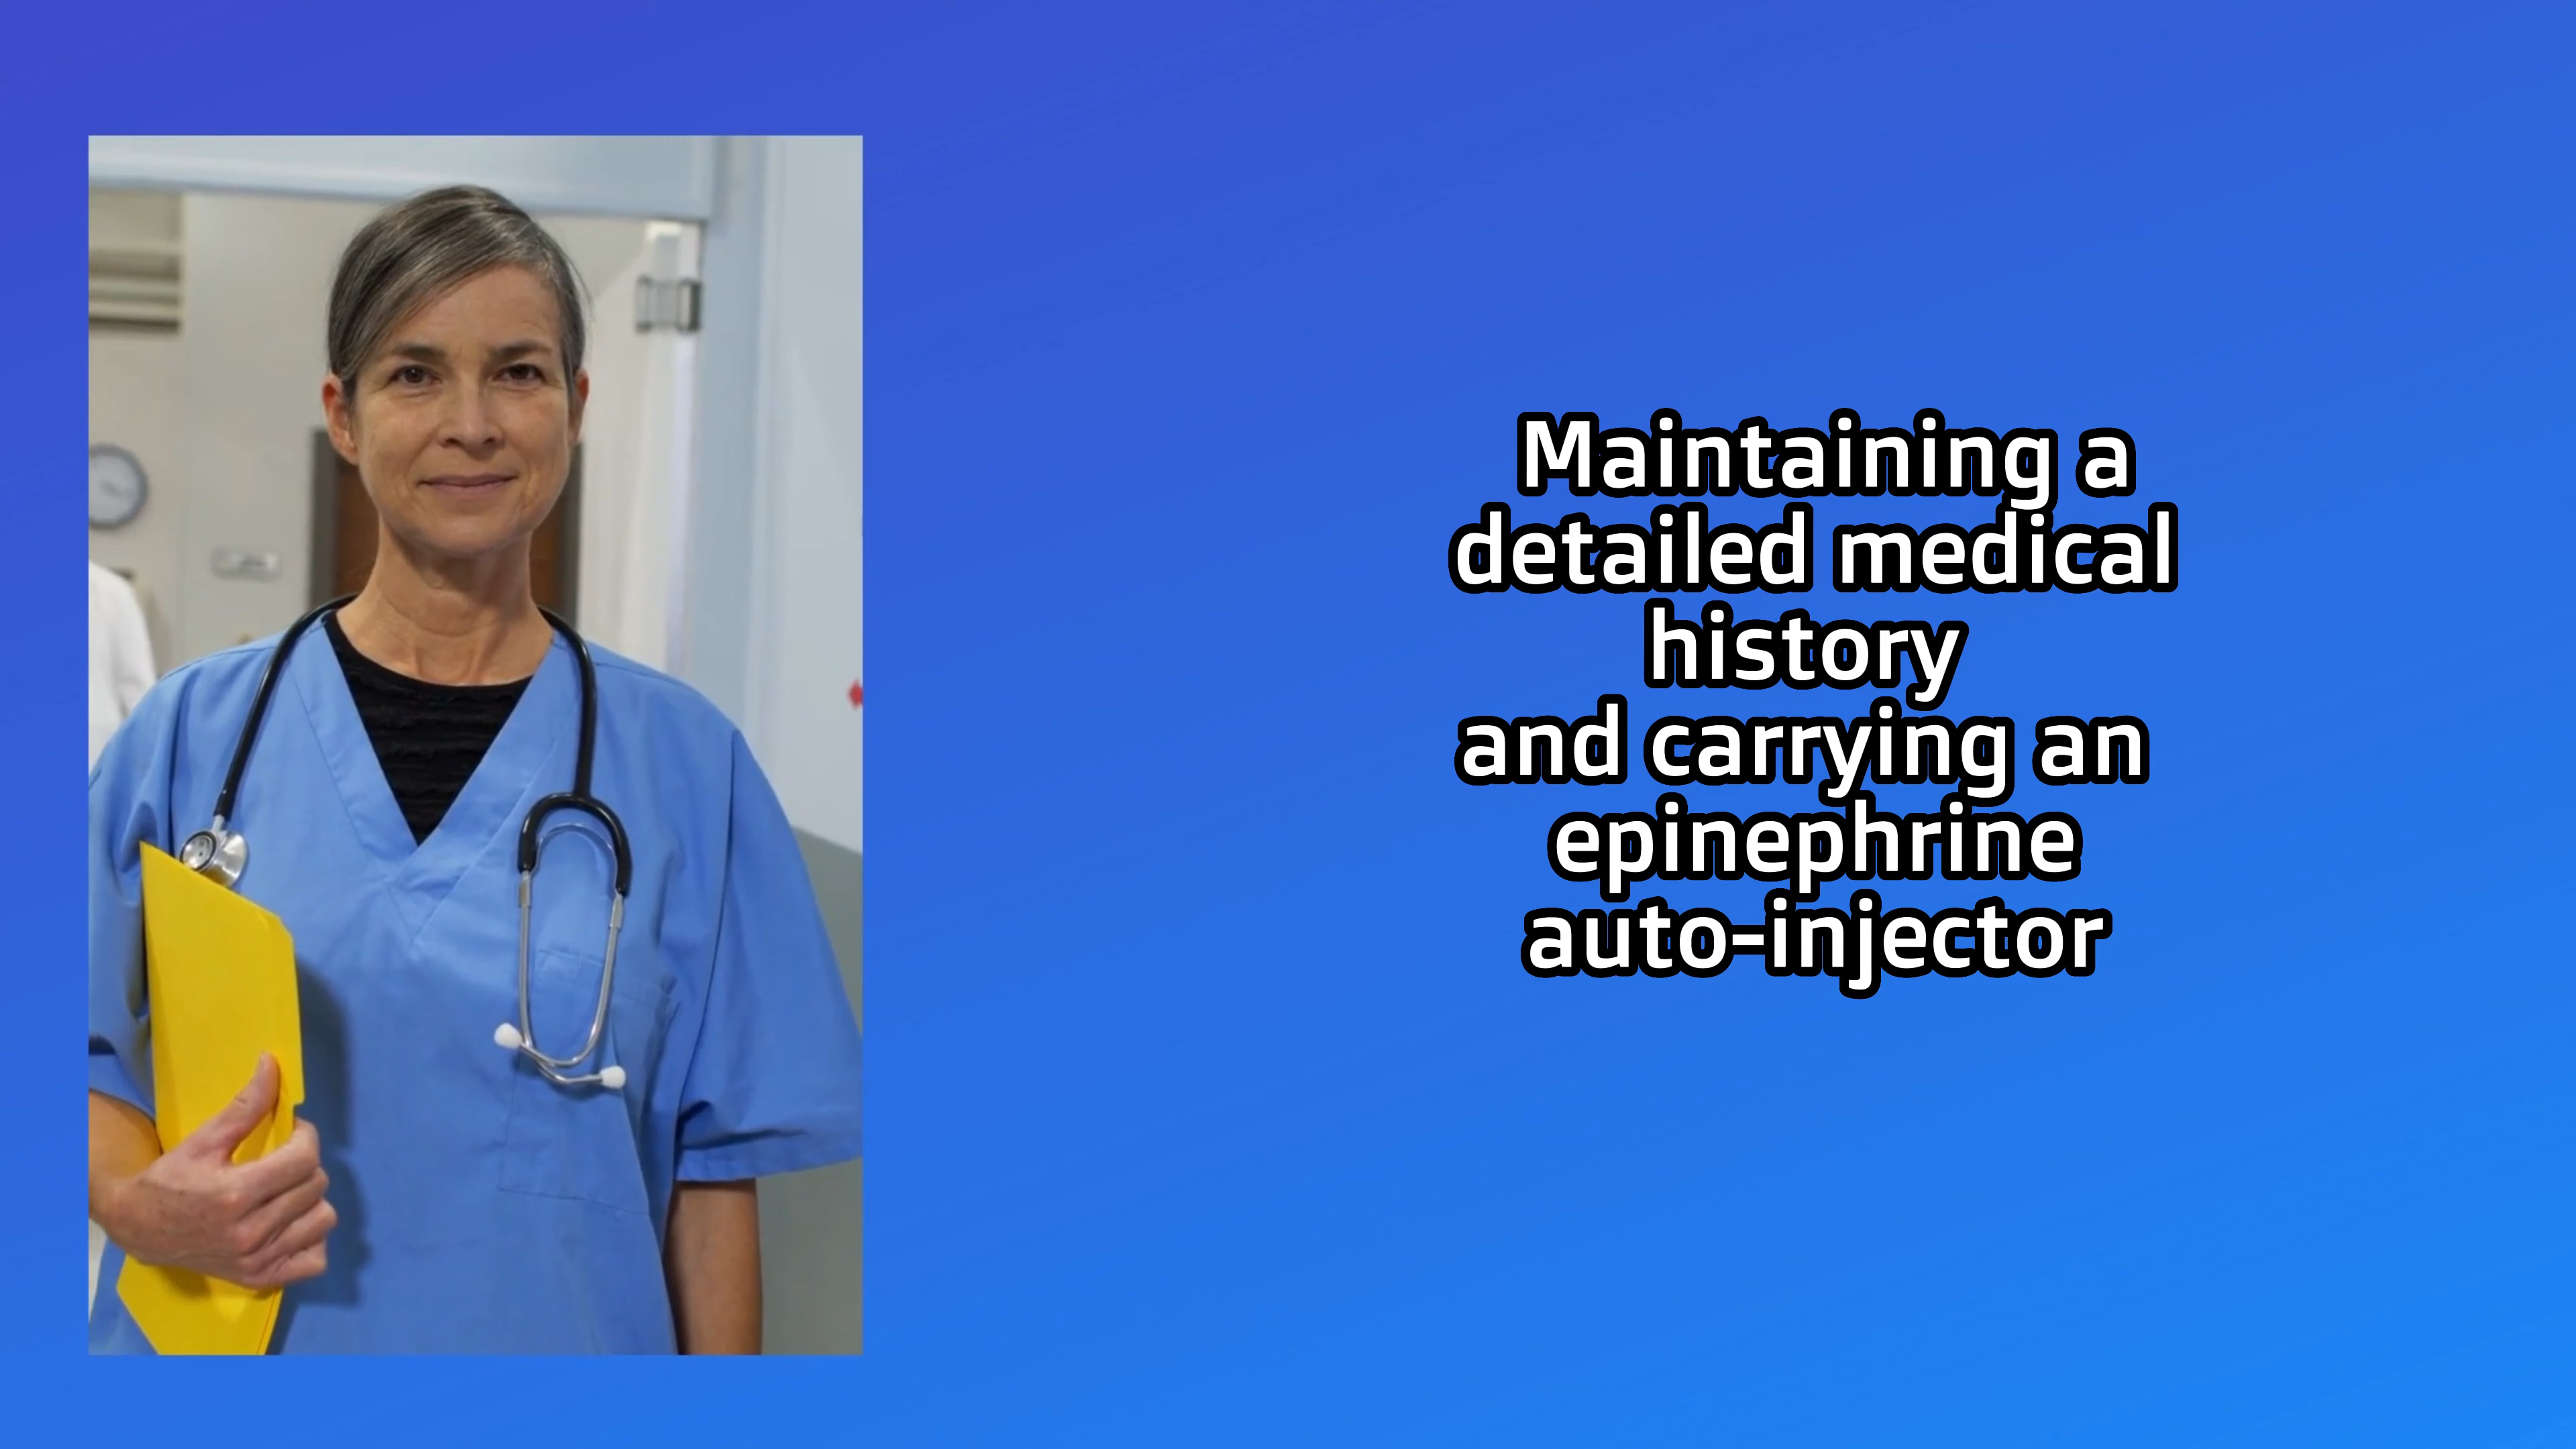 Maintaining a
detailed medical
history
and carrying an
epinephrine
auto-injector